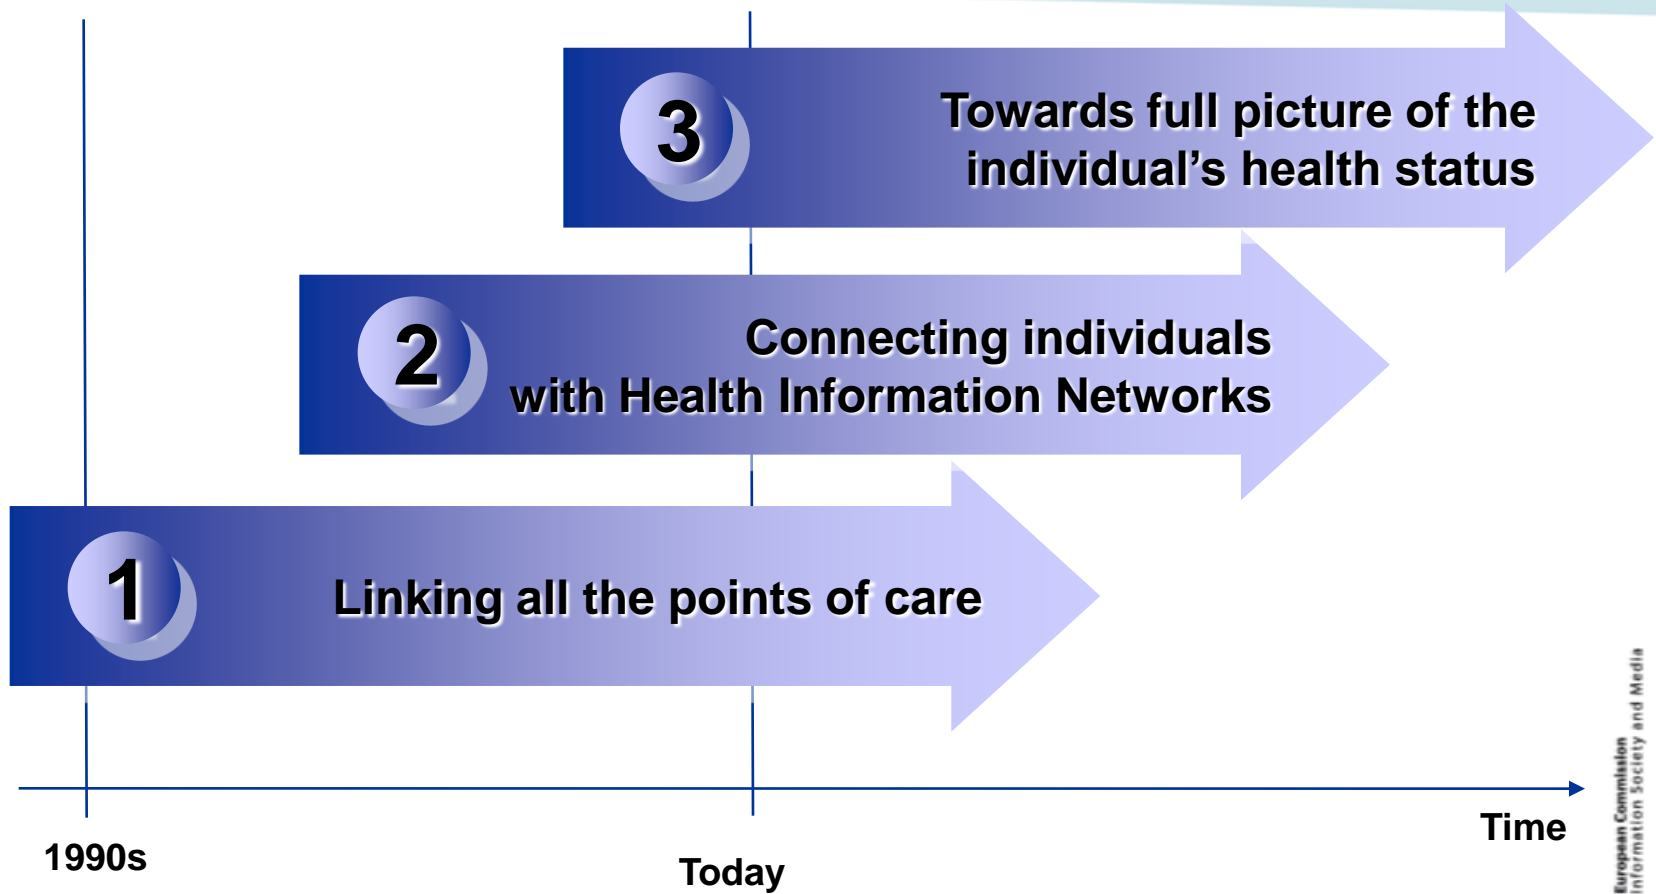 3
Towards full picture of the
individual’s health status
2
Connecting individuals
with Health Information Networks
1
Linking all the points of care
Time
1990s
Today
European Commission
Information Society and Media